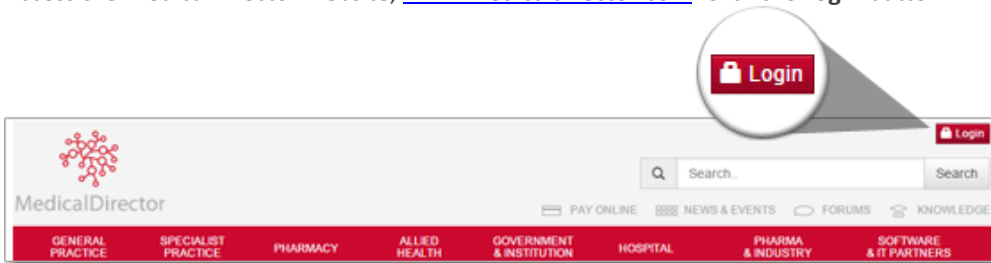 Login
Login
Search..
Search
MedicalDirector
PAY ONLINE NEWS & EVENTS FORUMS KNOWLEDGE
GENERAL PRACTICE SPECIALIST PRACTICE PHARMACY ALLIED HEALTH GOVERNMENT & INSTITUTION HOSPITAL PHARMA & INDUSTRY SOFTWARE & IT PARTNERS